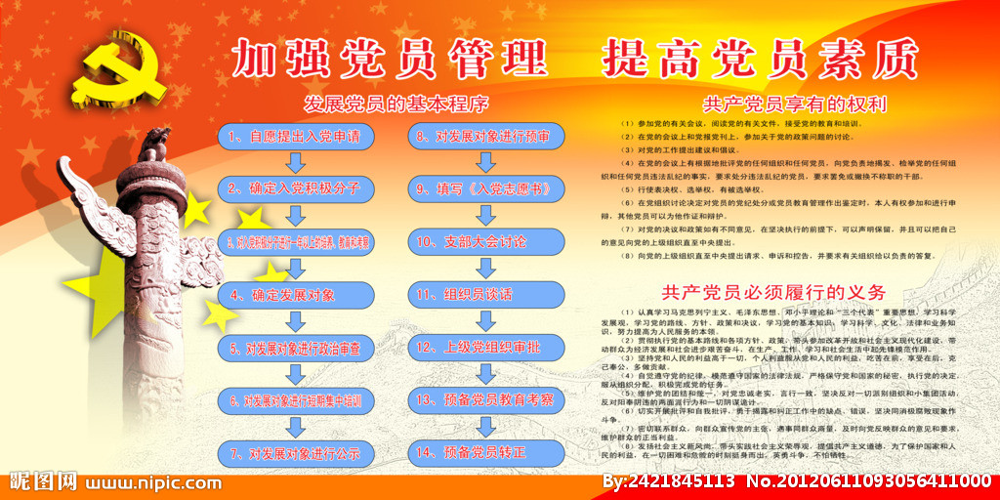 加强党员管理 提高党员素质
发展党员的基本程序
1、自愿提出入党申请
2、确定入党积极分子
3、对入党积极分子进行一年以上的培养、教育和考察
4、确定发展对象
5、对发展对象进行政治审查
6、对发展对象进行短期集中培训
7、对发展对象进行公示
8、对发展对象进行预审
9、填写《入党志愿书》
10、支部大会讨论
11、组织员谈话
12、上级党组织审批
13、预备党员教育考察
14、预备党员转正
共产党员享有的权利
（1）参加党的有关会议，阅读党的有关文件，接受党的教育和培训。
（2）在党的会议上和党报党刊上，参加关于党的政策问题的讨论。
（3）对党的工作提出建议和倡议。
（4）在党的会议上有根据地批评党的任何组织和任何党员，向党负责地揭发、检举党的任何组
织和任何党员违法乱纪的事实，要求处分违法乱纪的党员，要求罢免或撤换不称职的干部。
（5）行使表决权、选举权，有被选举权。
（6）在党组织讨论决定对党员的党纪处分或党员教育管理作出鉴定时，本人有权参加和进行申
辩，其他党员可以为他作证和辩护。
（7）对党的决议和政策如有不同意见，在坚决执行的前提下，可以声明保留，并且可以把自己
的意见向党的上级组织直至中央提出。
（8）向党的上级组织直至中央提出请求、申诉和控告，并要求有关组织给以负责的答复。
共产党员必须履行的义务
（1）认真学习马克思列宁主义、毛泽东思想、邓小平理论和“三个代表”重要思想，学习科学
发展观，学习党的路线、方针、政策和决议，学习党的基本知识，学习科学、文化、法律和业务知
识，努力提高为人民服务的本领。
（2）贯彻执行党的基本路线和各项方针、政策，带头参加改革开放和社会主义现代化建设，带
动群众为经济发展和社会进步艰苦奋斗，在生产、工作、学习和社会生活中起先锋模范作用。
（3）坚持党和人民的利益高于一切，个人利益服从党和人民的利益，吃苦在前，享受在后，克
己奉公，多做贡献。
（4）自觉遵守党的纪律，模范遵守国家的法律法规，严格保守党和国家的秘密，执行党的决定，
服从组织分配，积极完成党的任务。
（5）维护党的团结和统一，对党忠诚老实，言行一致，坚决反对一切派别组织和小集团活动，
反对阳奉阴违的两面派行为和一切阴谋诡计。
（6）切实开展批评和自我批评，勇于揭露和纠正工作中的缺点、错误，坚决同消极腐败现象作
斗争。
（7）密切联系群众，向群众宣传党的主张，遇事同群众商量，及时向党反映群众的意见和要求，
维护群众的正当利益。
（8）发扬社会主义新风尚，带头实践社会主义荣辱观，提倡共产主义道德，为了保护国家和人
民的利益，在一切困难和危险的时刻挺身而出，英勇斗争，不怕牺牲。
昵图网 www.nipic.com
By:2421845113 No.20120611093056411000